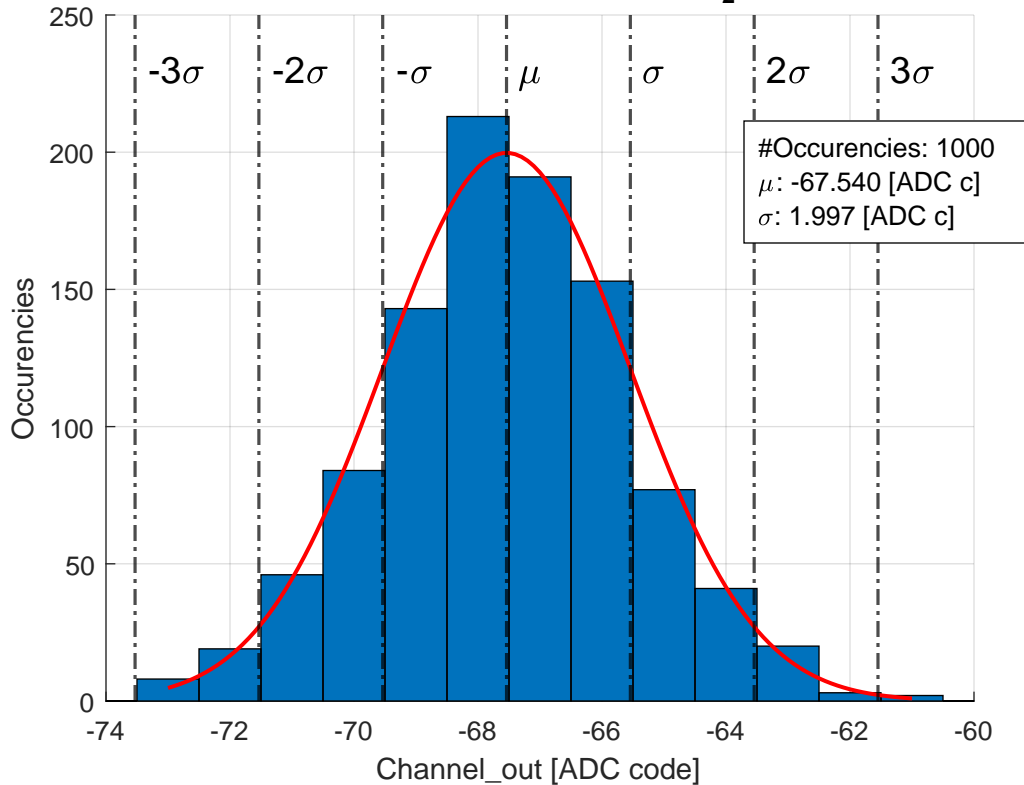 250
-3σ
-2σ
-σ
μ
σ
2σ
3σ
#Occurencies: 1000
μ: -67.540 [ADC c]
σ: 1.997 [ADC c]
200
150
100
50
0
Occurencies
-74
-72
-70
-68
-66
-64
-62
-60
Channel_out [ADC code]